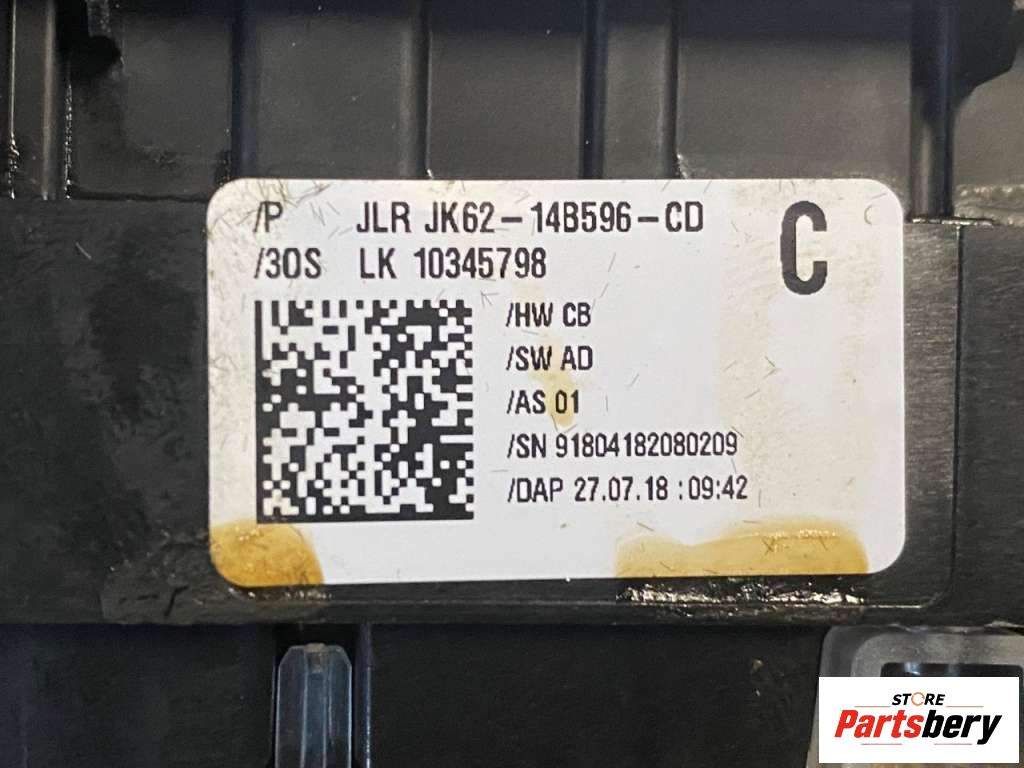 /P JLR JK62-14B596-CD
C
/30S LK 10345798
/HW CB
/SW AD
/AS 01
/SN 91804182080209
/DAP 27.07.18 :09:42
STORE
Partsbery